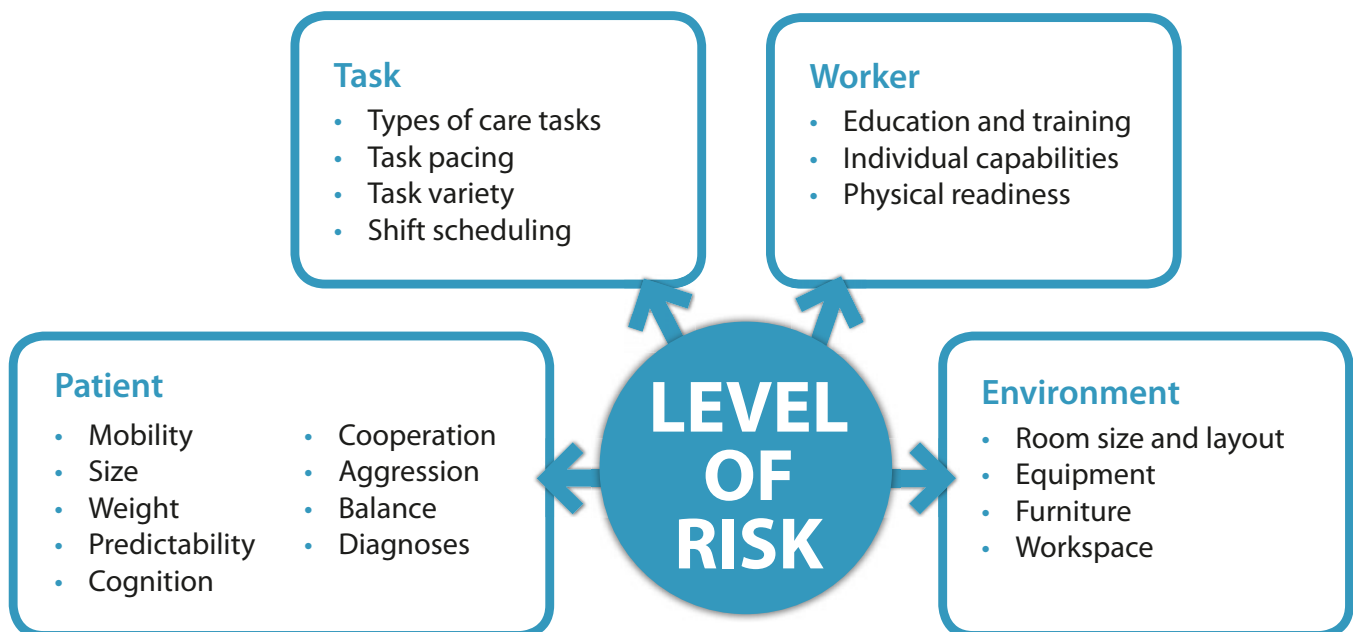 Task
• Types of care tasks
• Task pacing
• Task variety
• Shift scheduling
Worker
• Education and training
• Individual capabilities
• Physical readiness
Patient
• Mobility
• Size
• Weight
• Predictability
• Cognition
• Cooperation
• Aggression
• Balance
• Diagnoses
LEVEL
OF
RISK
Environment
• Room size and layout
• Equipment
• Furniture
• Workspace